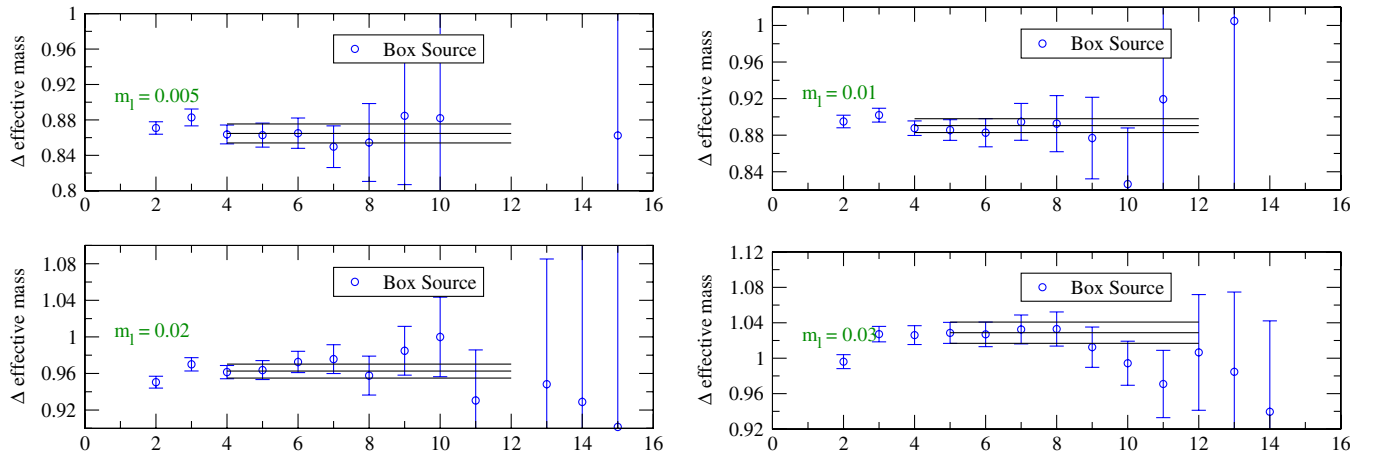 1
0.96
0.92
0.88
0.84
0.8
Δ effective mass
m_l = 0.005
Box Source
0 2 4 6 8 10 12 14 16
1
0.96
0.92
0.88
0.84
Δ effective mass
m_l = 0.01
Box Source
0 2 4 6 8 10 12 14 16
1.08
1.04
1
0.96
0.92
Δ effective mass
m_l = 0.02
Box Source
0 2 4 6 8 10 12 14 16
1.12
1.08
1.04
1
0.96
0.92
Δ effective mass
m_l = 0.03
Box Source
0 2 4 6 8 10 12 14 16